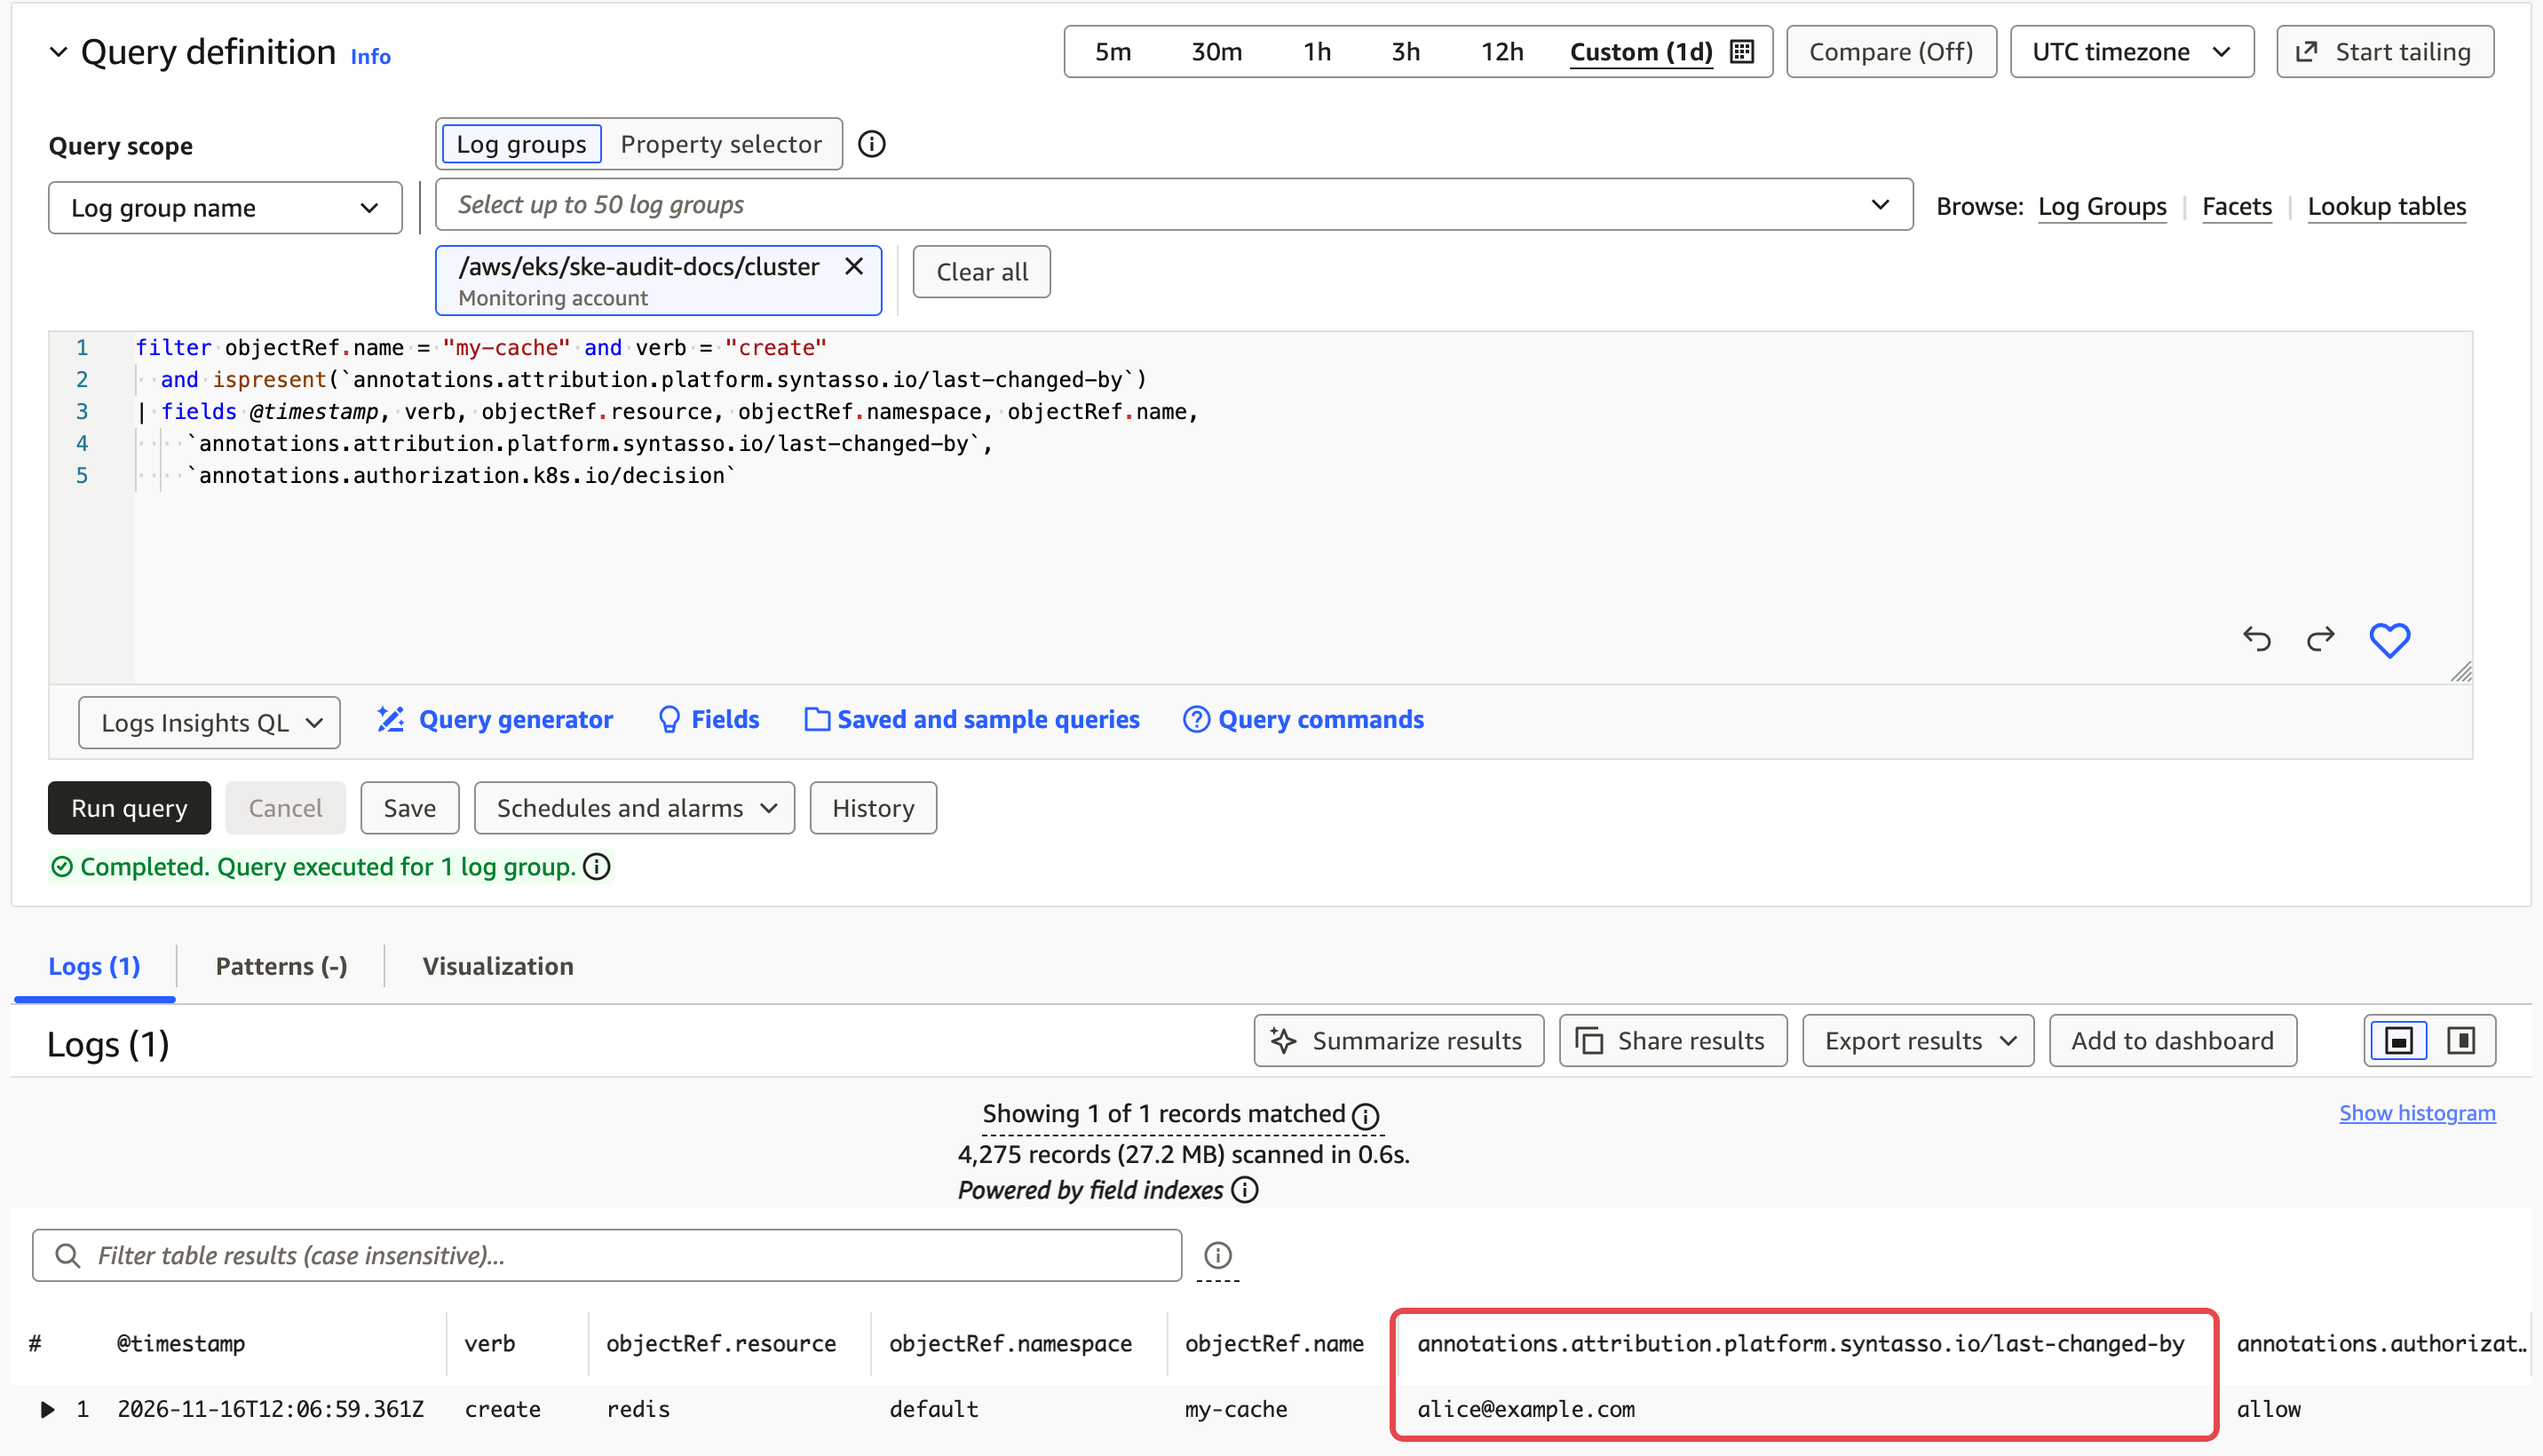 Query definition Info
5m 30m 1h 3h 12h Custom (1d) Compare (Off) UTC timezone Start tailing
Query scope
Log groups Property selector
Log group name
Select up to 50 log groups
Browse: Log Groups Facets Lookup tables
/aws/eks/ske-audit-docs/cluster
Monitoring account
Clear all
1 filter objectRef.name = "my-cache" and verb = "create"
2 and ispresent(`annotations.attribution.platform.syntasso.io/last-changed-by`)
3 | fields @timestamp, verb, objectRef.resource, objectRef.namespace, objectRef.name,
4 `annotations.attribution.platform.syntasso.io/last-changed-by`,
5 `annotations.authorization.k8s.io/decision`
Logs Insights QL Query generator Fields Saved and sample queries Query commands
Run query Cancel Save Schedules and alarms History
Completed. Query executed for 1 log group.
Logs (1) Patterns (-) Visualization
Logs (1)
Summarize results Share results Export results Add to dashboard
Showing 1 of 1 records matched
Show histogram
4,275 records (27.2 MB) scanned in 0.6s.
Powered by field indexes
Filter table results (case insensitive)...
# @timestamp verb objectRef.resource objectRef.namespace objectRef.name annotations.attribution.platform.syntasso.io/last-changed-by annotations.authorizat…
1 2026-11-16T12:06:59.361Z create redis default my-cache alice@example.com allow